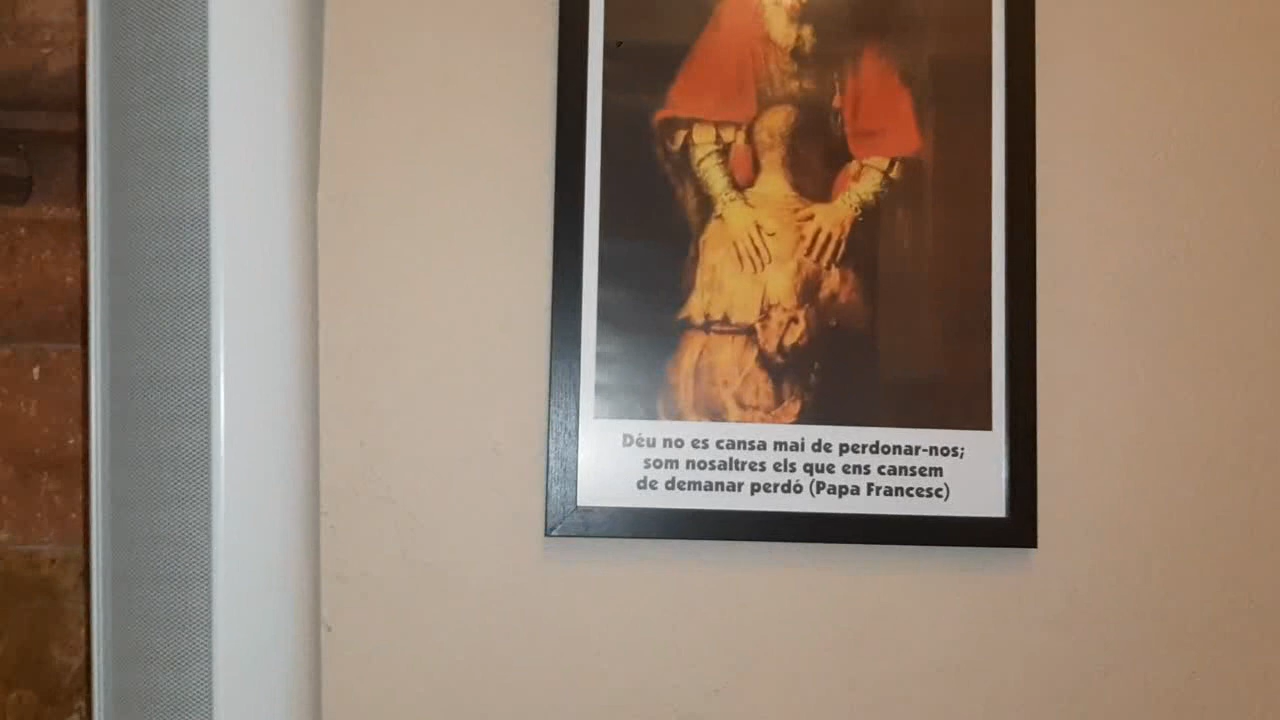 Déu no es cansa mai de perdonar-nos;
som nosaltres els que ens cansem
de demanar perdó (Papa Francesc)